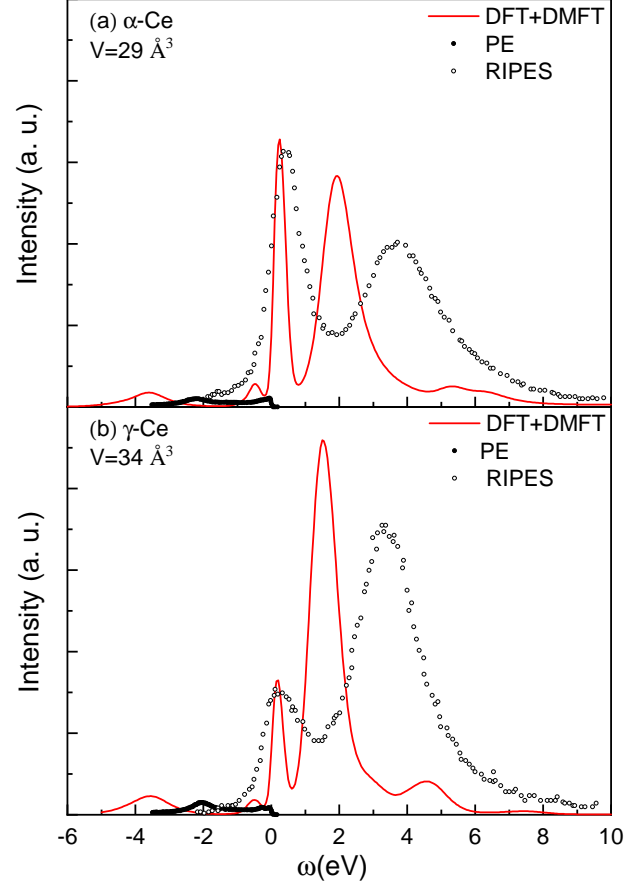 (a) α-Ce
V=29 Å³
DFT+DMFT
PE
RIPES
Intensity (a. u.)
(b) γ-Ce
V=34 Å³
DFT+DMFT
PE
RIPES
Intensity (a. u.)
-6 -4 -2 0 2 4 6 8 10
ω(eV)